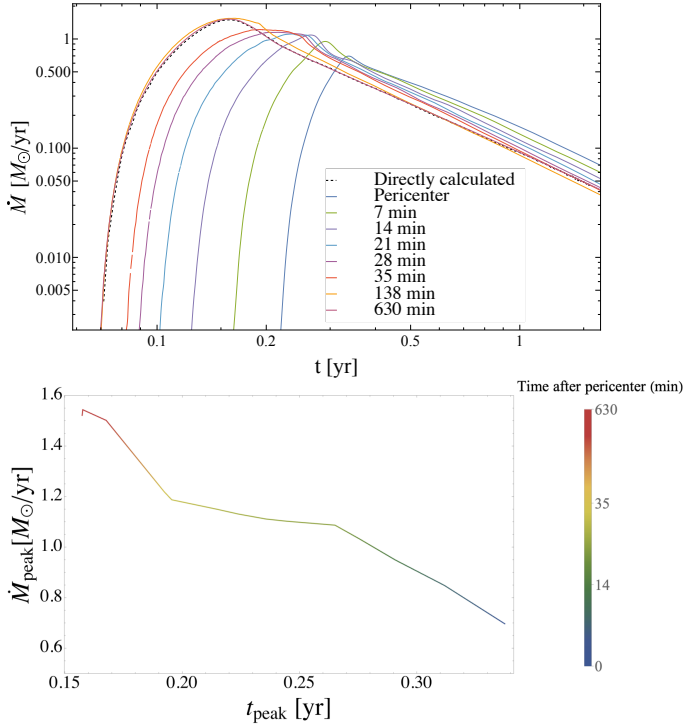 1
0.500
0.100
0.050
0.010
0.005
Ṁ [M⊙/yr]
Directly calculated
Pericenter
7 min
14 min
21 min
28 min
35 min
138 min
630 min
0.1 0.2 0.5 1
t [yr]
Time after pericenter (min)
1.6
1.4
1.2
1.0
0.8
0.6
Ṁpeak[M⊙/yr]
0.15 0.20 0.25 0.30
tpeak [yr]
630
35
14
0